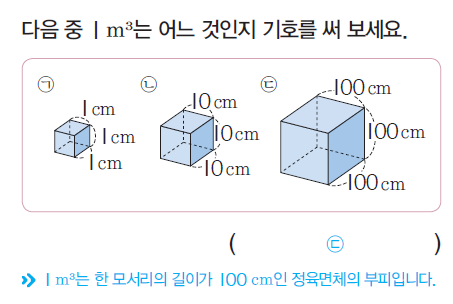 다음 중 1 m³는 어느 것인지 기호를 써 보세요.
㉠ ㉡ ㉢
1 cm 10 cm 100 cm
1 cm 10 cm 100 cm
1 cm 10 cm 100 cm
( ㉢ )
≫ 1 m³는 한 모서리의 길이가 100 cm인 정육면체의 부피입니다.